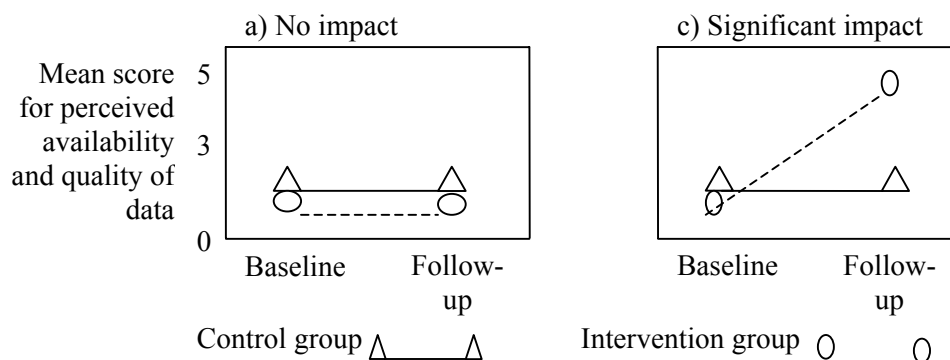 a) No impact
c) Significant impact
Mean score
for perceived
availability
and quality of
data
5
3
0
Baseline
Follow-
up
Baseline
Follow-
up
Control group
Intervention group